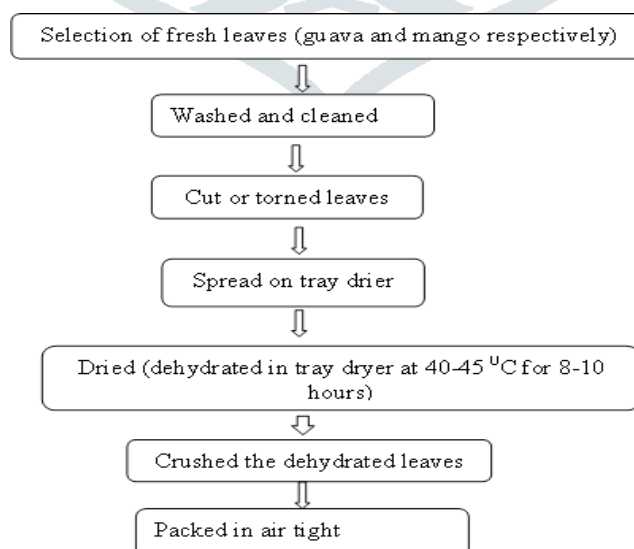 Selection of fresh leaves (guava and mango respectively)
Washed and cleaned
Cut or torned leaves
Spread on tray drier
Dried (dehydrated in tray dryer at 40-45 ⁰C for 8-10
hours)
Crushed the dehydrated leaves
Packed in air tight